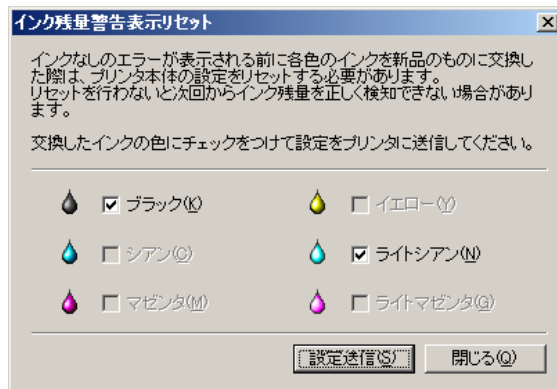 インク残量警告表示リセット
インクなしのエラーが表示される前に各色のインクを新品のものに交換し
た際は、プリンタ本体の設定をリセットする必要があります。
リセットを行わないと次回からインク残量を正しく検知できない場合があり
ます。
交換したインクの色にチェックをつけて設定をプリンタに送信してください。
ブラック(K) イエロー(Y)
シアン(C) ライトシアン(N)
マゼンタ(M) ライトマゼンタ(G)
設定送信(S) 閉じる(Q)